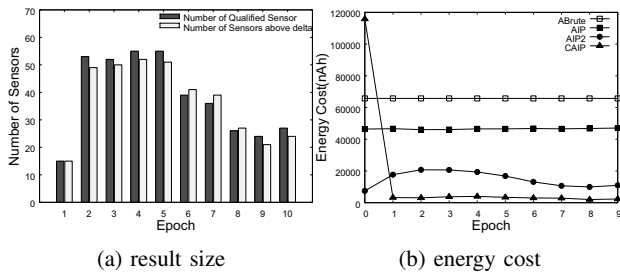 Number of Qualified Sensor
Number of Sensors above delta
Number of Sensors
70
60
50
40
30
20
10
0
1 2 3 4 5 6 7 8 9 10
Epoch
(a) result size
ABrute
AIP
AIP2
CAIP
Energy Cost(nAh)
120000
100000
80000
60000
40000
20000
0
0 1 2 3 4 5 6 7 8 9
Epoch
(b) energy cost